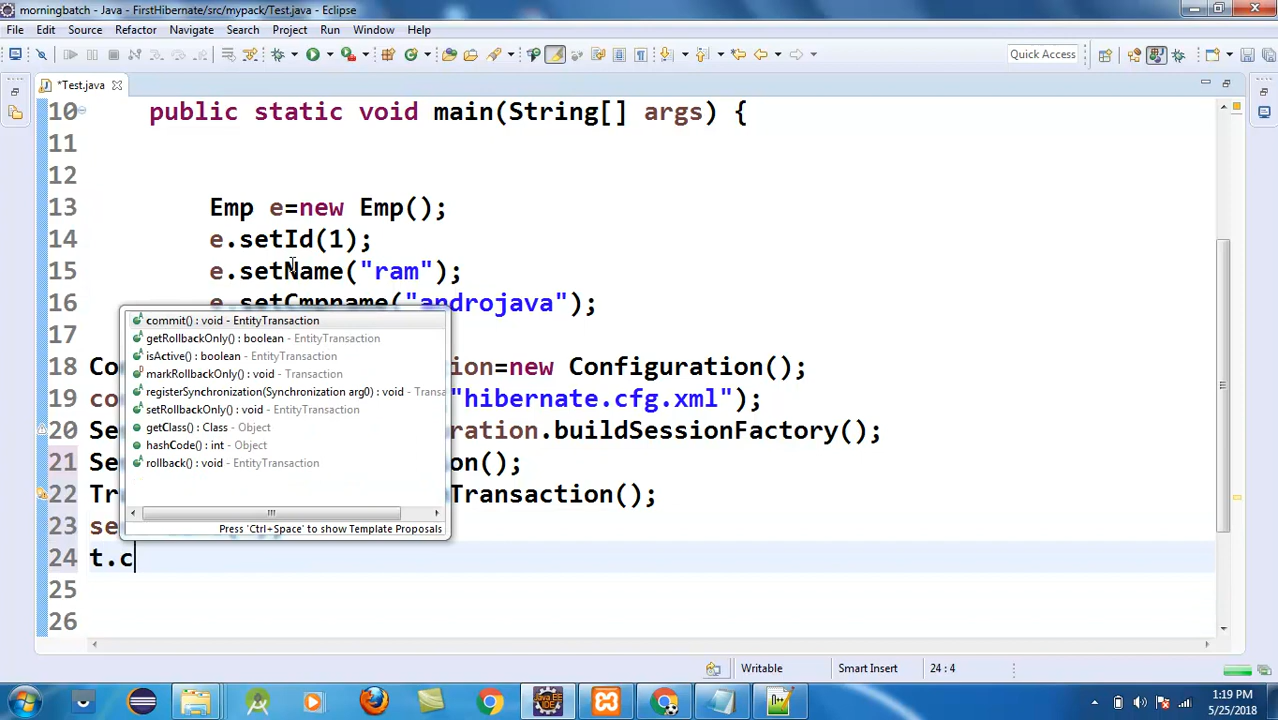 morningbatch - Java - FirstHibernate/src/mypack/Test.java - Eclipse
File Edit Source Refactor Navigate Search Project Run Window Help
Quick Access
*Test.java
10 public static void main(String[] args) {
11
12
13 Emp e=new Emp();
14 e.setId(1);
15 e.setName("ram");
16 e.setCmpname("androjava");
17
18 Co ion=new Configuration();
19 co "hibernate.cfg.xml");
20 Se ration.buildSessionFactory();
21 Se on();
22 Tr Transaction();
23 se
24 t.c
25
26
commit() : void - EntityTransaction
getRollbackOnly() : boolean - EntityTransaction
isActive() : boolean - EntityTransaction
markRollbackOnly() : void - Transaction
registerSynchronization(Synchronization arg0) : void - Transa
setRollbackOnly() : void - EntityTransaction
getClass() : Class - Object
hashCode() : int - Object
rollback() : void - EntityTransaction
Press 'Ctrl+Space' to show Template Proposals
Writable Smart Insert 24 : 4
1:19 PM
5/25/2018